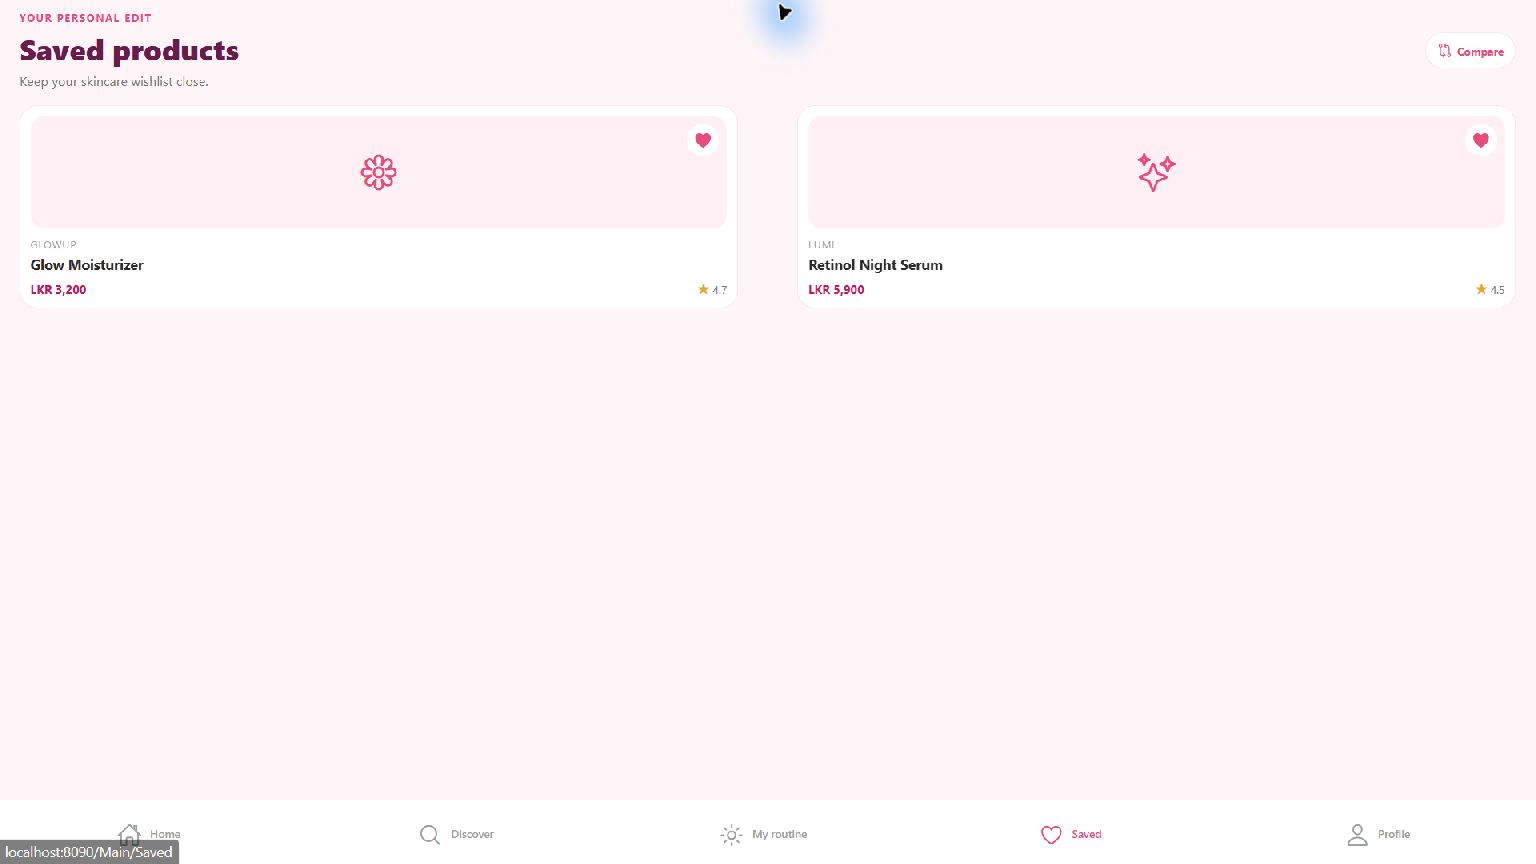 YOUR PERSONAL EDIT
Saved products
Keep your skincare wishlist close.
Compare
GLOWUP
Glow Moisturizer
LKR 3,200
4.7
LUMI
Retinol Night Serum
LKR 5,900
4.5
Home
Discover
My routine
Saved
Profile
localhost:8090/Main/Saved